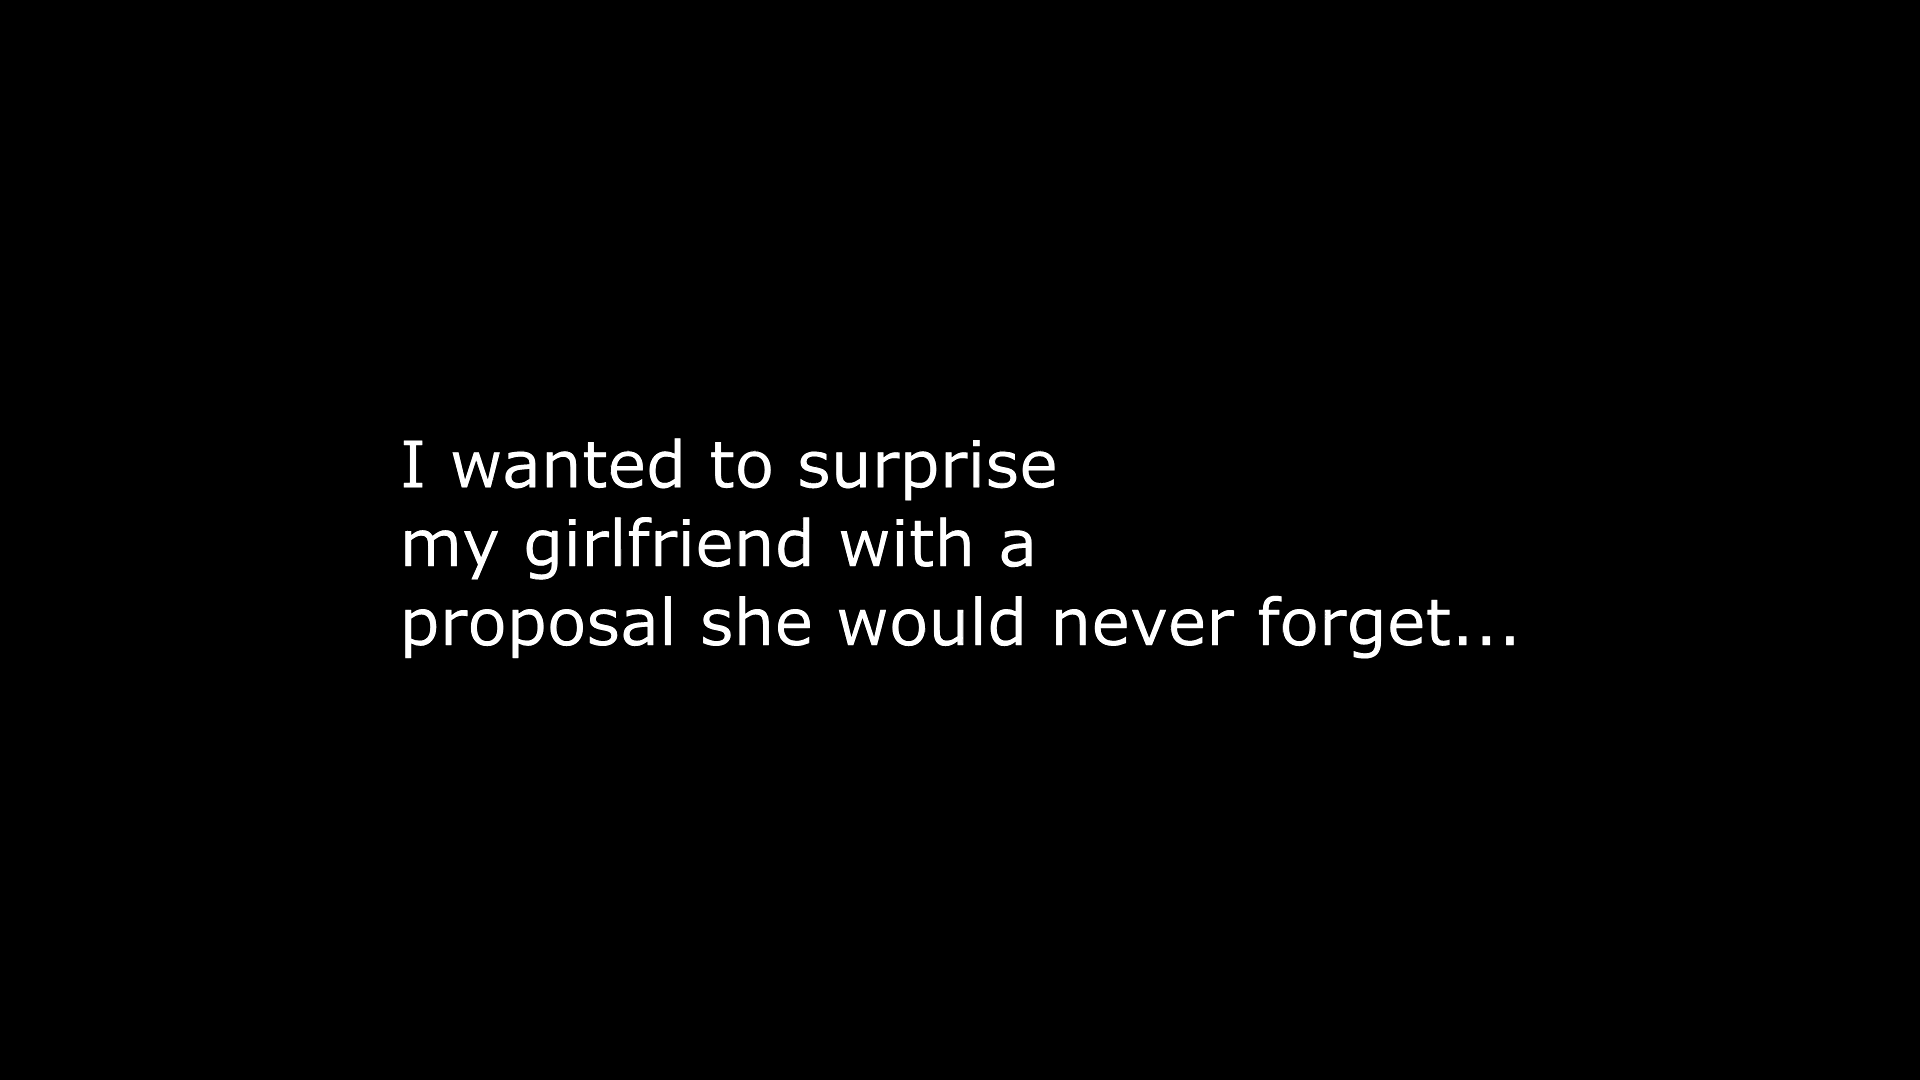 I wanted to surprise
my girlfriend with a
proposal she would never forget...